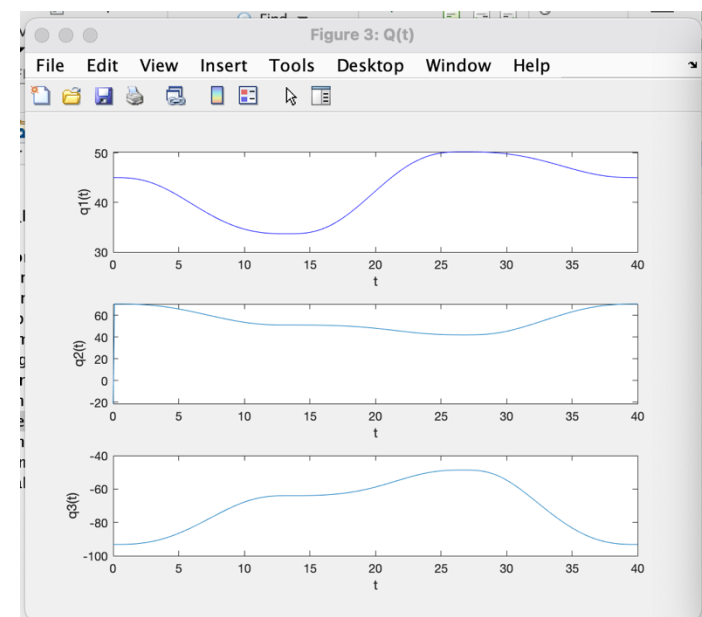 Find
Figure 3: Q(t)
File Edit View Insert Tools Desktop Window Help
50
40
30
q1(t)
0 5 10 15 20 25 30 35 40
t
60
40
20
0
-20
q2(t)
0 5 10 15 20 25 30 35 40
t
-40
-60
-80
-100
q3(t)
0 5 10 15 20 25 30 35 40
t